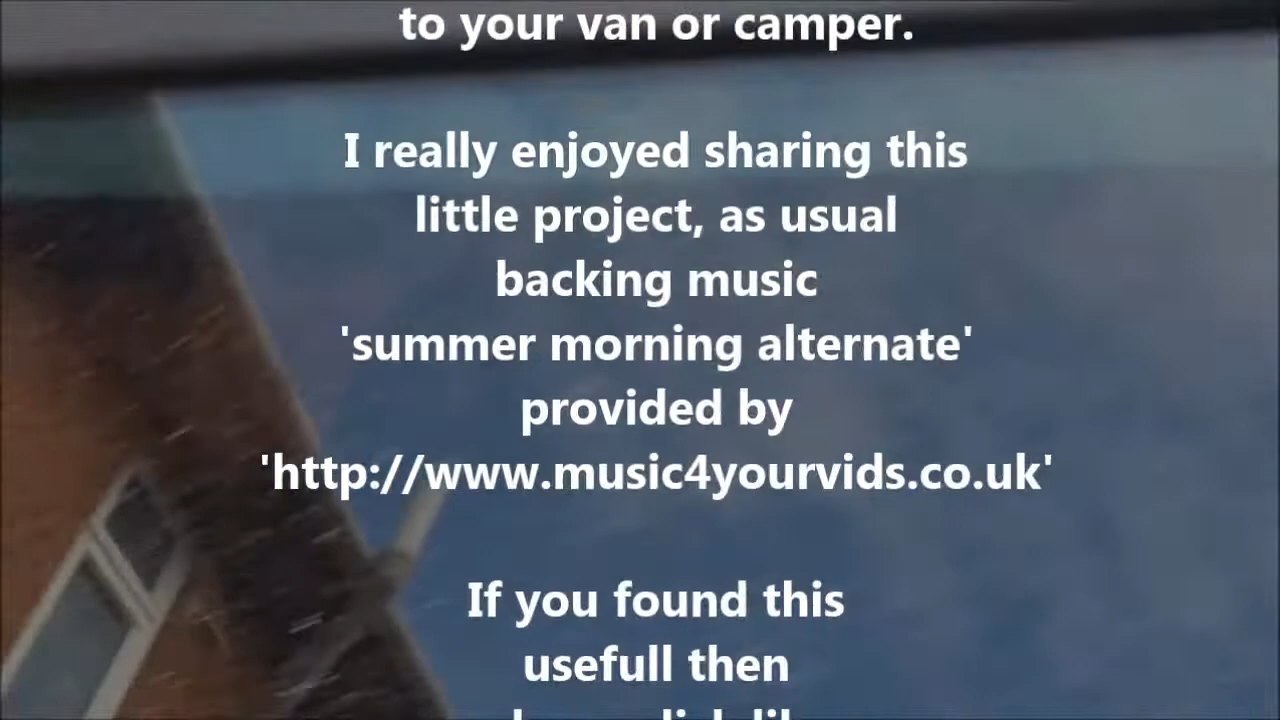 to your van or camper.
I really enjoyed sharing this
little project, as usual
backing music
'summer morning alternate'
provided by
'http://www.music4yourvids.co.uk'
If you found this
usefull then